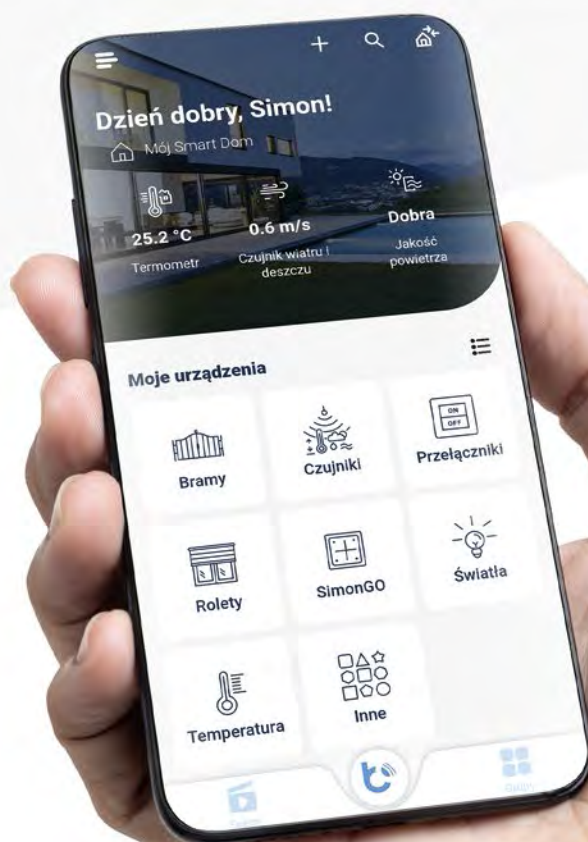 Dzień dobry, Simon!
Mój Smart Dom
25.2 °C
0.6 m/s
Dobra
Termometr
Czujnik wiatru i
deszczu
Jakość
powietrza
Moje urządzenia
Bramy
Czujniki
ON
OFF
Przełączniki
Rolety
SimonGO
Światła
Temperatura
Inne